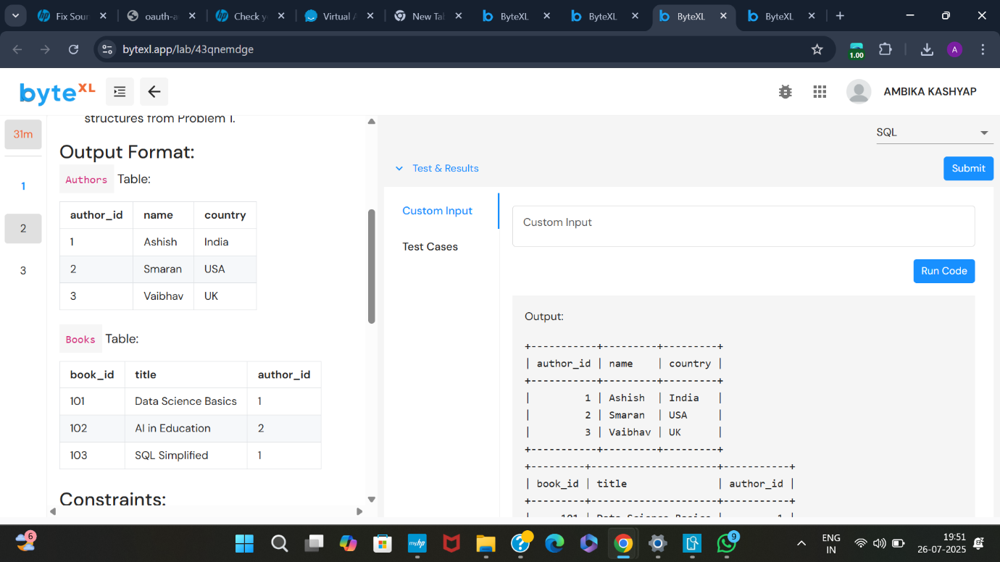 Fix Sour
oauth-a
Check y
Virtual A
New Tab
ByteXL
ByteXL
ByteXL
ByteXL
bytexl.app/lab/43qnemdge
1.00
A
byteXL
AMBIKA KASHYAP
31m
1
2
3
structures from Problem 1.
Output Format:
Authors Table:
author_id name country
1 Ashish India
2 Smaran USA
3 Vaibhav UK
Books Table:
book_id title author_id
101 Data Science Basics 1
102 AI in Education 2
103 SQL Simplified 1
Constraints:
SQL
Test & Results
Submit
Custom Input
Test Cases
Custom Input
Run Code
Output:
+-----------+---------+---------+
| author_id | name    | country |
+-----------+---------+---------+
|         1 | Ashish  | India   |
|         2 | Smaran  | USA     |
|         3 | Vaibhav | UK      |
+-----------+---------+---------+
+---------+---------------------+-----------+
| book_id | title               | author_id |
+---------+---------------------+-----------+
|     101 | Data Science Basics |         1 |
6
myhp
9
ENG
IN
19:51
26-07-2025